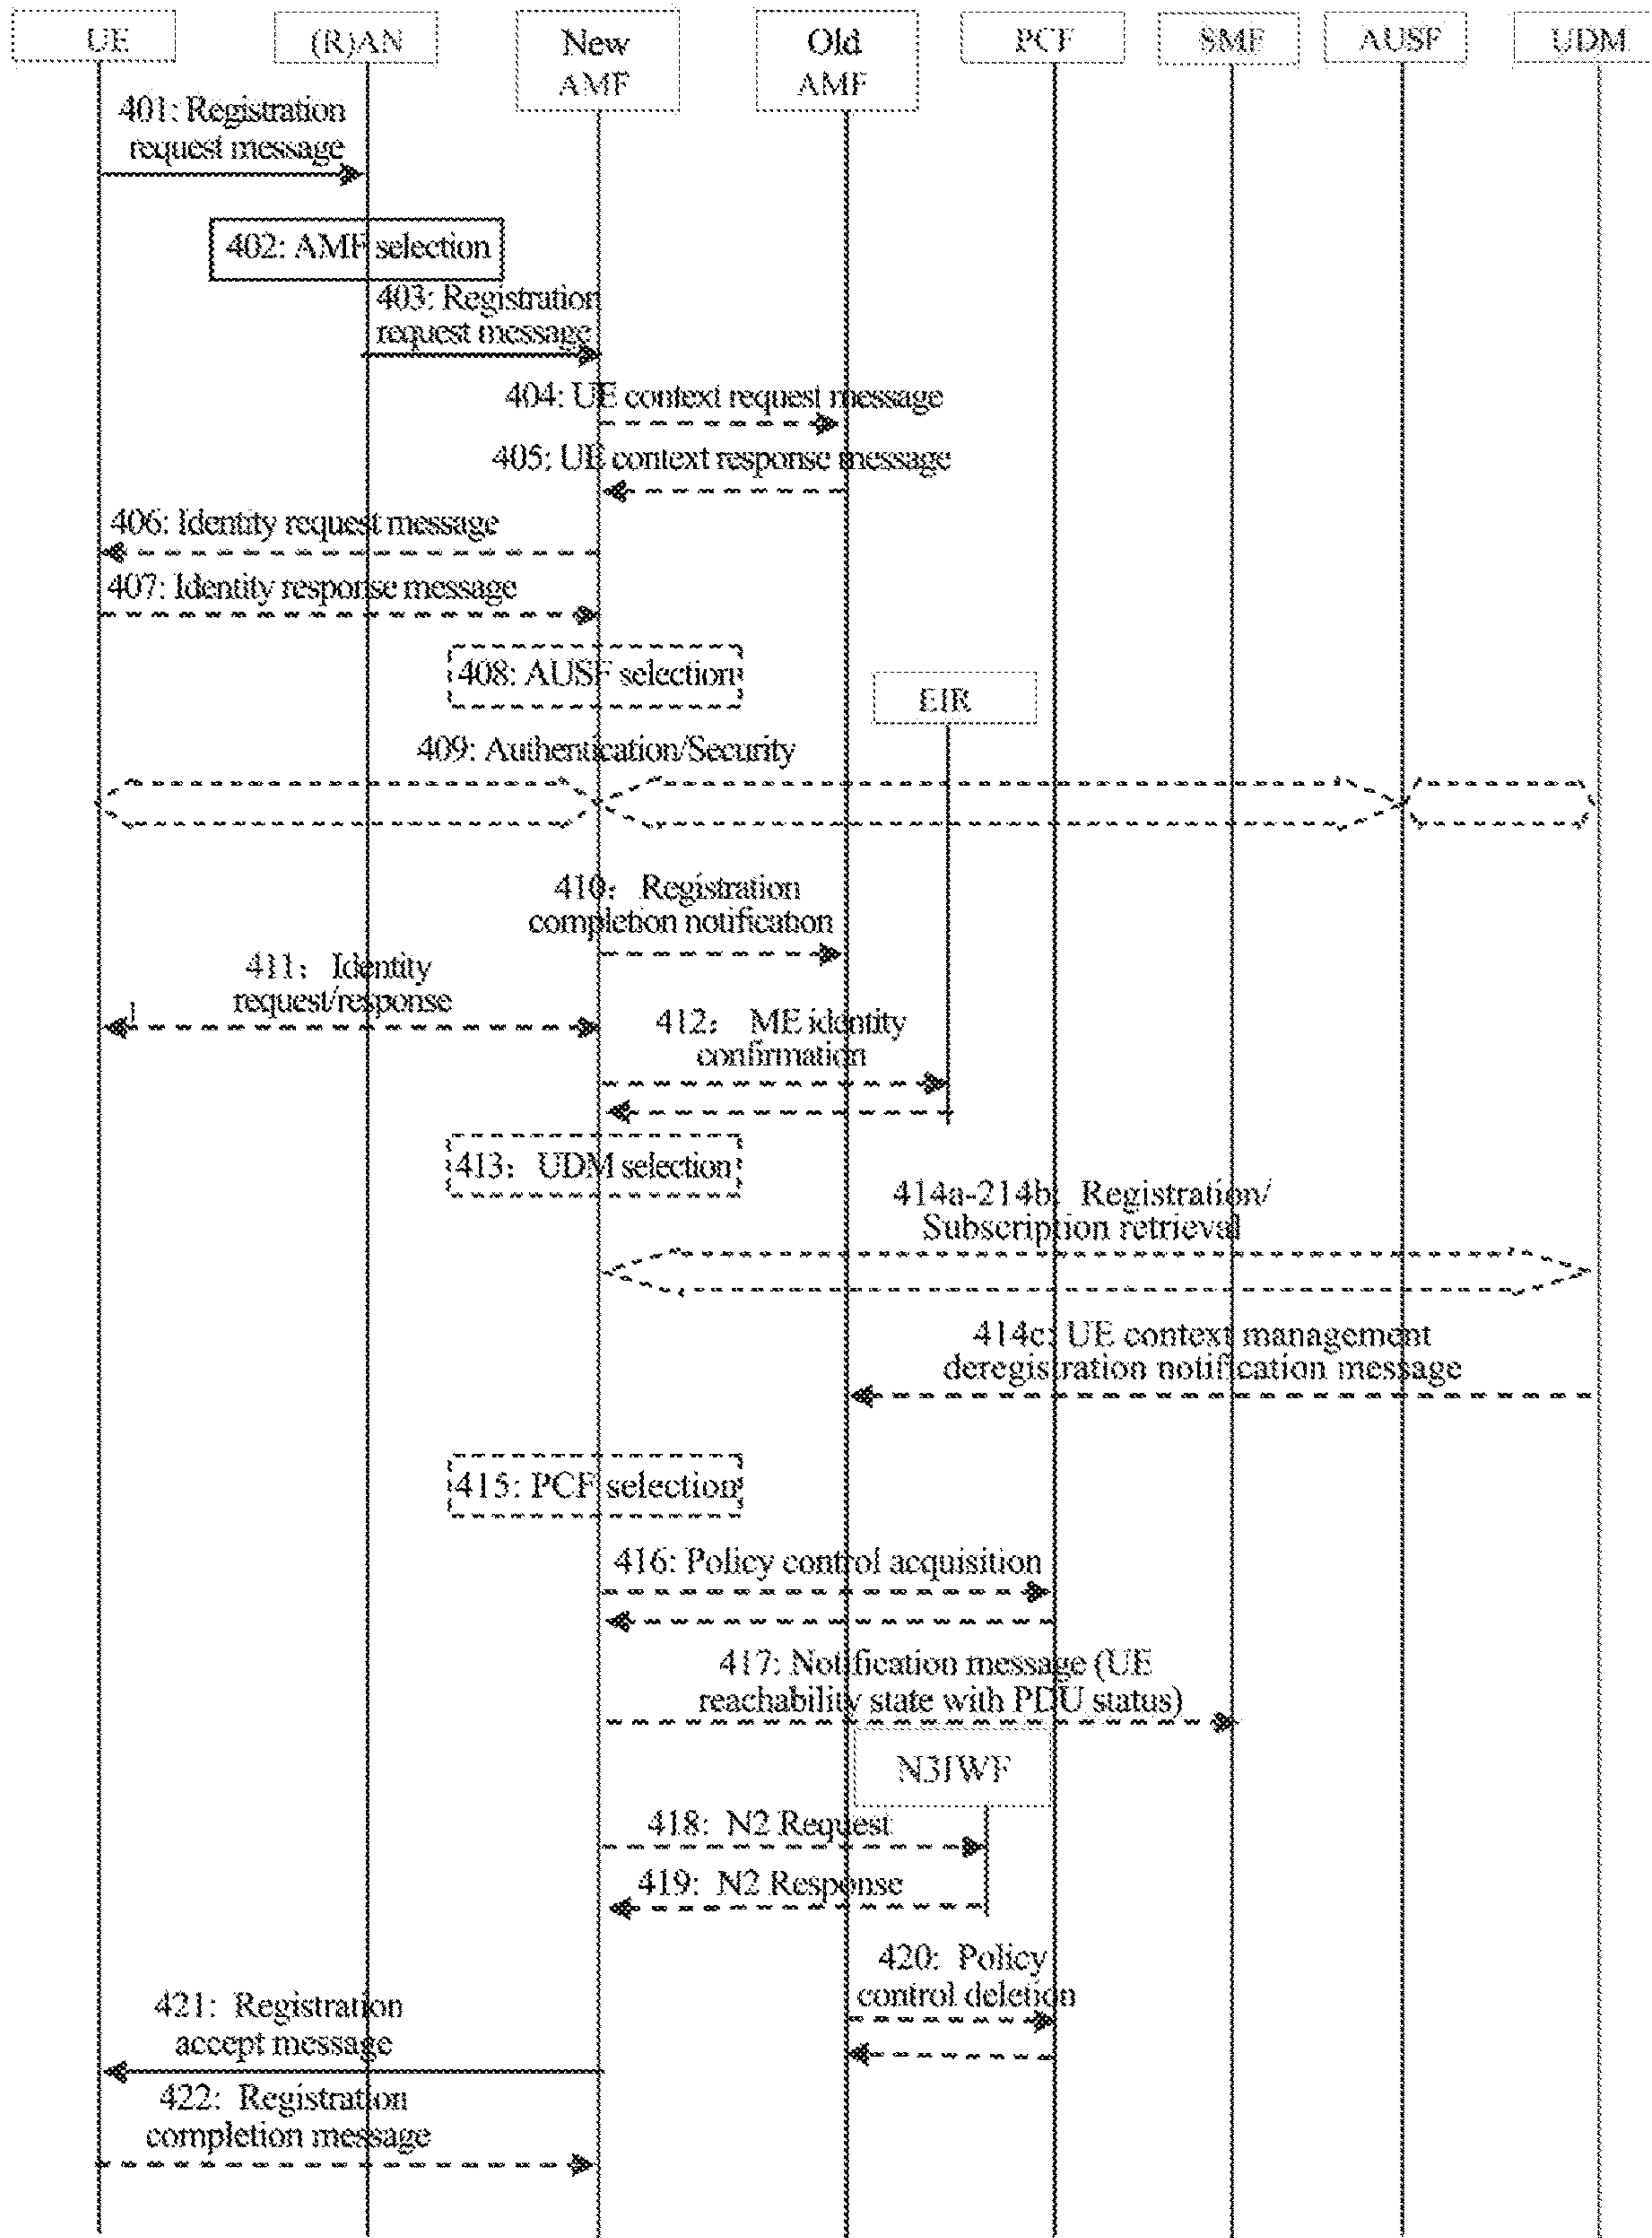 UE
(R)AN
New
AMF
Old
AMF
PCF
SMF
AUSF
UDM
401: Registration
request message
402: AMF selection
403: Registration
request message
404: UE context request message
405: UE context response message
406: Identity request message
407: Identity response message
408: AUSF selection
EIR
409: Authentication/Security
410: Registration
completion notification
411: Identity
request/response
412: ME identity
confirmation
413: UDM selection
414a-214b: Registration/
Subscription retrieval
414c: UE context management
deregistration notification message
415: PCF selection
416: Policy control acquisition
417: Notification message (UE
reachability state with PDU status)
N3IWF
418: N2 Request
419: N2 Response
420: Policy
control deletion
421: Registration
accept message
422: Registration
completion message